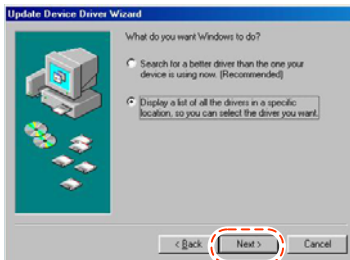 Update Device Driver Wizard
What do you want Windows to do?
Search for a better driver than the one your
device is using now. (Recommended)
Display a list of all the drivers in a specific
location, so you can select the driver you want.
< Back
Next >
Cancel